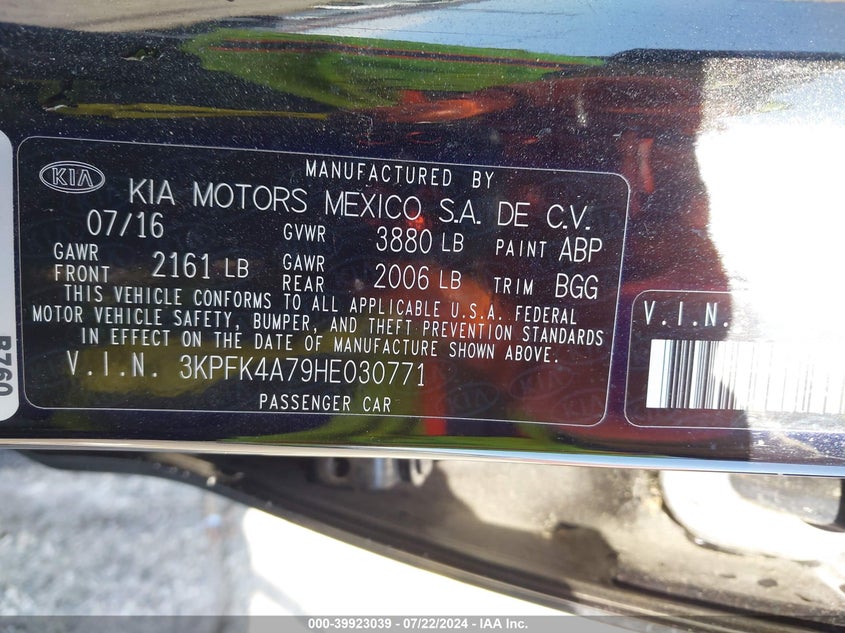 MANUFACTURED BY
KIA KIA MOTORS MEXICO S.A. DE C.V.
07/16 GVWR 3880 LB PAINT ABP
GAWR FRONT 2161 LB GAWR REAR 2006 LB TRIM BGG
THIS VEHICLE CONFORMS TO ALL APPLICABLE U.S.A. FEDERAL
MOTOR VEHICLE SAFETY, BUMPER, AND THEFT PREVENTION STANDARDS
IN EFFECT ON THE DATE OF MANUFACTURE SHOWN ABOVE.
V.I.N. 3KPFK4A79HE030771
PASSENGER CAR
V.I.N.
B760
000-39923039 - 07/22/2024 - IAA Inc.